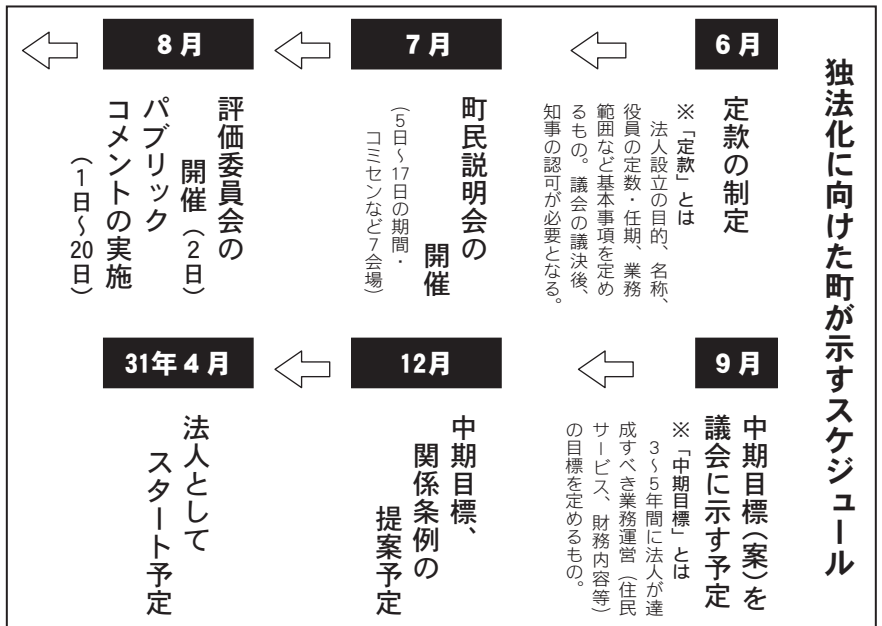 独法化に向けた町が示すスケジュール
6月
定款の制定
※「定款」とは
法人設立の目的、名称、
役員の定数・任期、業務
範囲など基本事項を定め
るもの。議会の議決後、
知事の認可が必要となる。
7月
町民説明会の
開催
(5日~17日の期間・
コミセンなど7会場)
8月
評価委員会の
開催(2日)
パブリック
コメントの実施
(1日~20日)
9月
中期目標(案)を
議会に示す予定
※「中期目標」とは
3~5年間に法人が達
成すべき業務運営(住民
サービス、財務内容等)
の目標を定めるもの。
12月
中期目標、
関係条例の
提案予定
31年4月
法人として
スタート予定